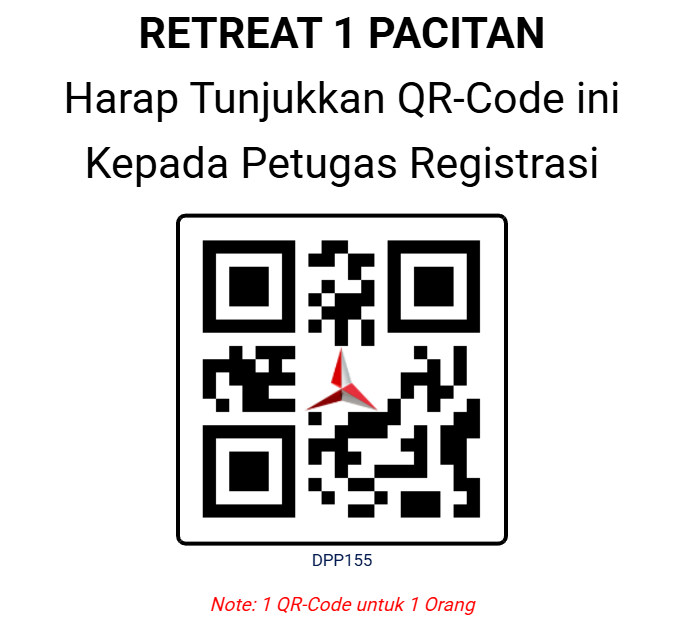 RETREAT 1 PACITAN
Harap Tunjukkan QR-Code ini
Kepada Petugas Registrasi
DPP155
Note: 1 QR-Code untuk 1 Orang